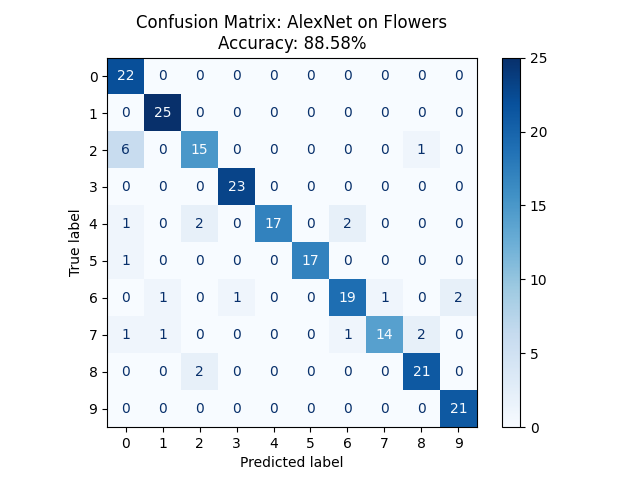 Confusion Matrix: AlexNet on Flowers
Accuracy: 88.58%
25
0 22 0 0 0 0 0 0 0 0 0
1 0 25 0 0 0 0 0 0 0 0
20
2 6 0 15 0 0 0 0 0 1 0
3 0 0 0 23 0 0 0 0 0 0
15
4 1 0 2 0 17 0 2 0 0 0
True label
5 1 0 0 0 0 17 0 0 0 0
10
6 0 1 0 1 0 0 19 1 0 2
7 1 1 0 0 0 0 1 14 2 0
5
8 0 0 2 0 0 0 0 0 21 0
9 0 0 0 0 0 0 0 0 0 21
0
0 1 2 3 4 5 6 7 8 9
Predicted label